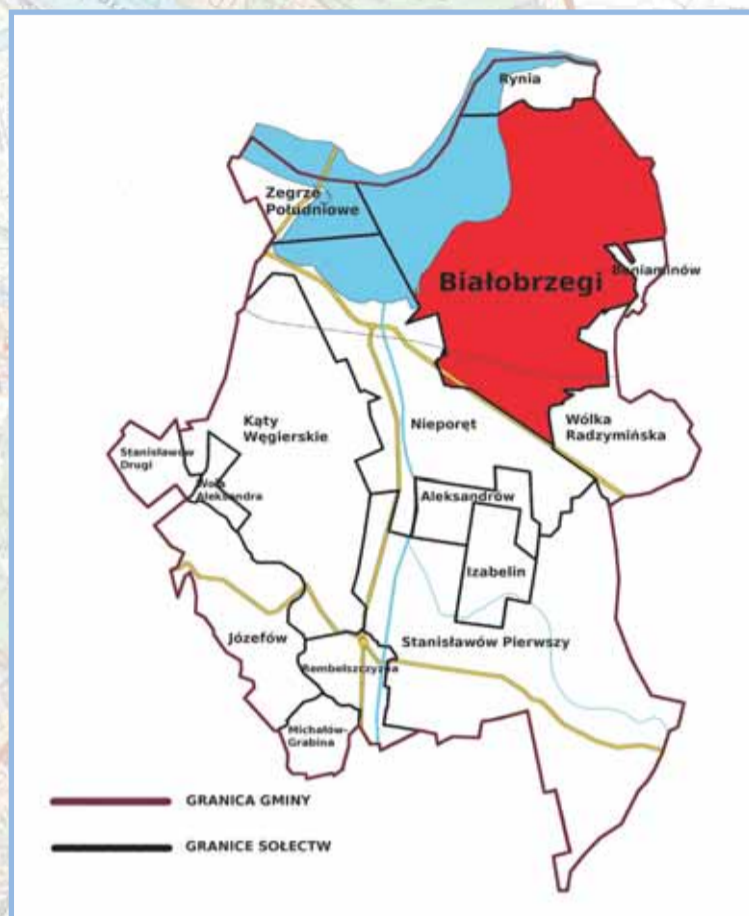 Rynia
Zegrze
Południowe
Białobrzegi
Beniaminów
Kąty
Węgierskie
Nieporęt
Wólka
Radzymińska
Stanisławów
Drugi
Wola
Aleksandra
Aleksandrów
Izabelin
Józefów
Stanisławów Pierwszy
Rembelszczyzna
Michałów-
Grabina
GRANICA GMINY
GRANICE SOŁECTW